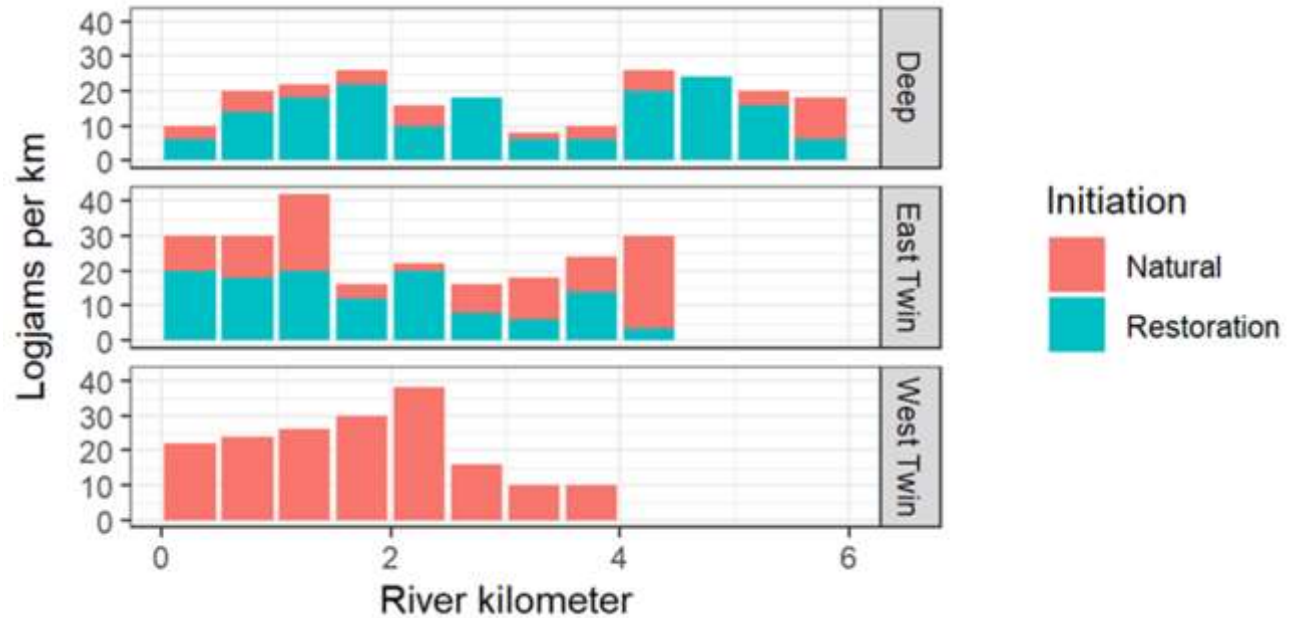 Logjams per km
40
30
20
10
0
Deep
40
30
20
10
0
East Twin
40
30
20
10
0
West Twin
0 2 4 6
River kilometer
Initiation
Natural
Restoration